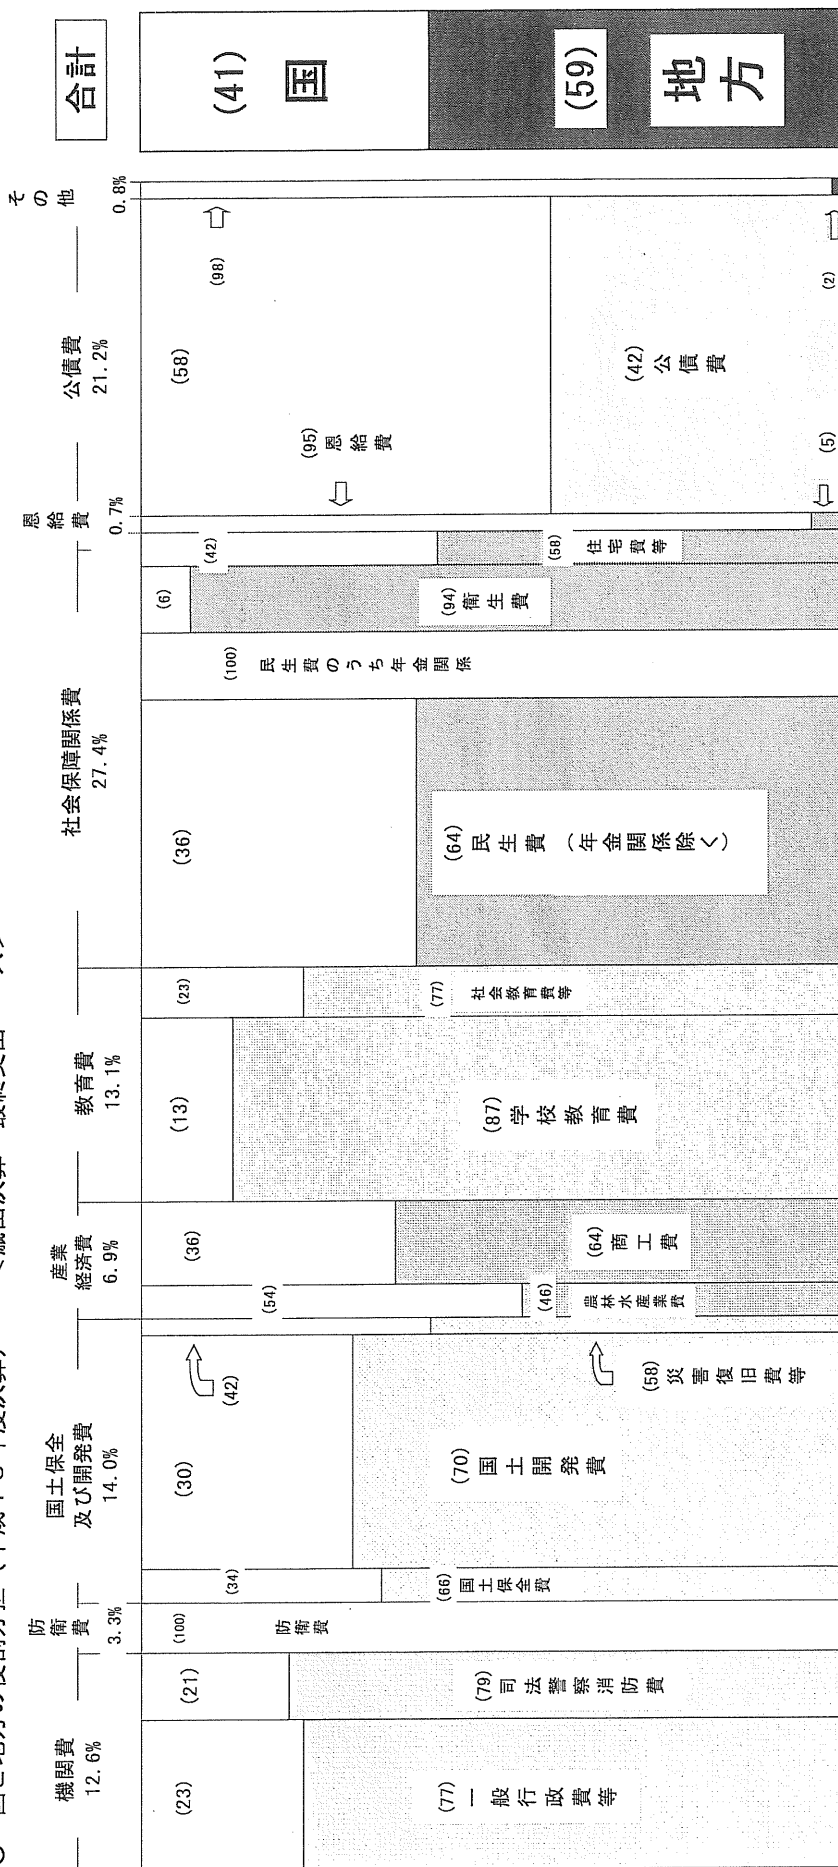 国と地方の役割分担
機関費
12.6%
防衛費
3.3%
国土保全
及び開発費
14.0%
産業
経済費
6.9%
教育費
13.1%
社会保障関係費
27.4%
恩給費
0.7%
公債費
21.2%
その他
0.8%
合計
(23)
(77)一般行政費等
(21)
(79)司法警察消防費
(100)
防衛費
(34)
(66)国土保全費
(30)
(70)国土開発費
(42)
(58)災害復旧費等
(54)
(46)農林水産業費
(36)
(64)商工費
(13)
(87)学校教育費
(23)
(77)社会教育費等
(36)
(64)民生費（年金関係除く）
(100)
民生費のうち年金関係
(6)
(94)衛生費
(42)
(58)住宅費等
(95)恩給費
(5)
(58)
(42)公債費
(98)
(2)
(41)
国
(59)
地方